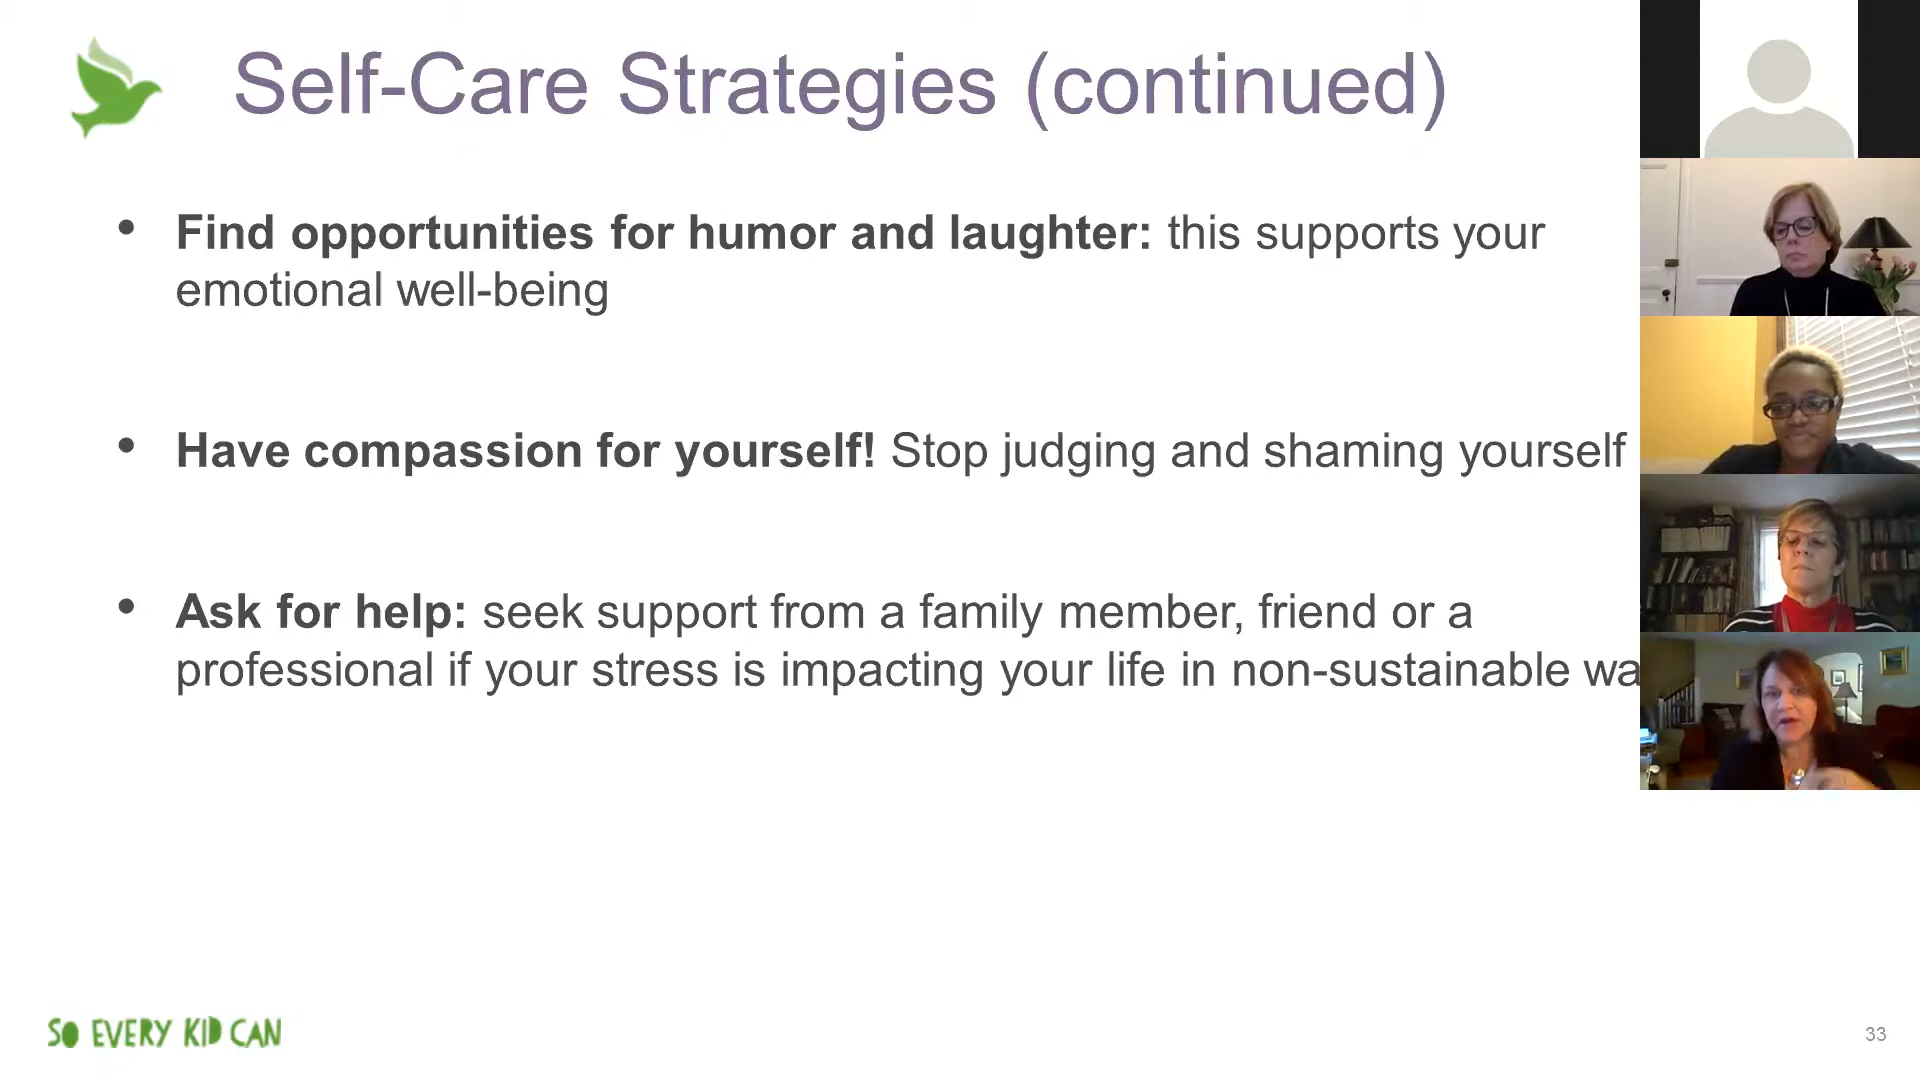 Self-Care Strategies (continued)
• Find opportunities for humor and laughter: this supports your
emotional well-being
• Have compassion for yourself! Stop judging and shaming yourself
• Ask for help: seek support from a family member, friend or a
professional if your stress is impacting your life in non-sustainable wa
SO EVERY KID CAN
33